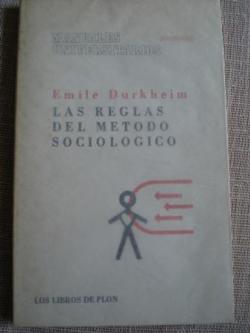 MANUALES
UNIVERSITARIOS
Emile Durkheim
LAS REGLAS
DEL METODO
SOCIOLOGICO
LOS LIBROS DE PLON